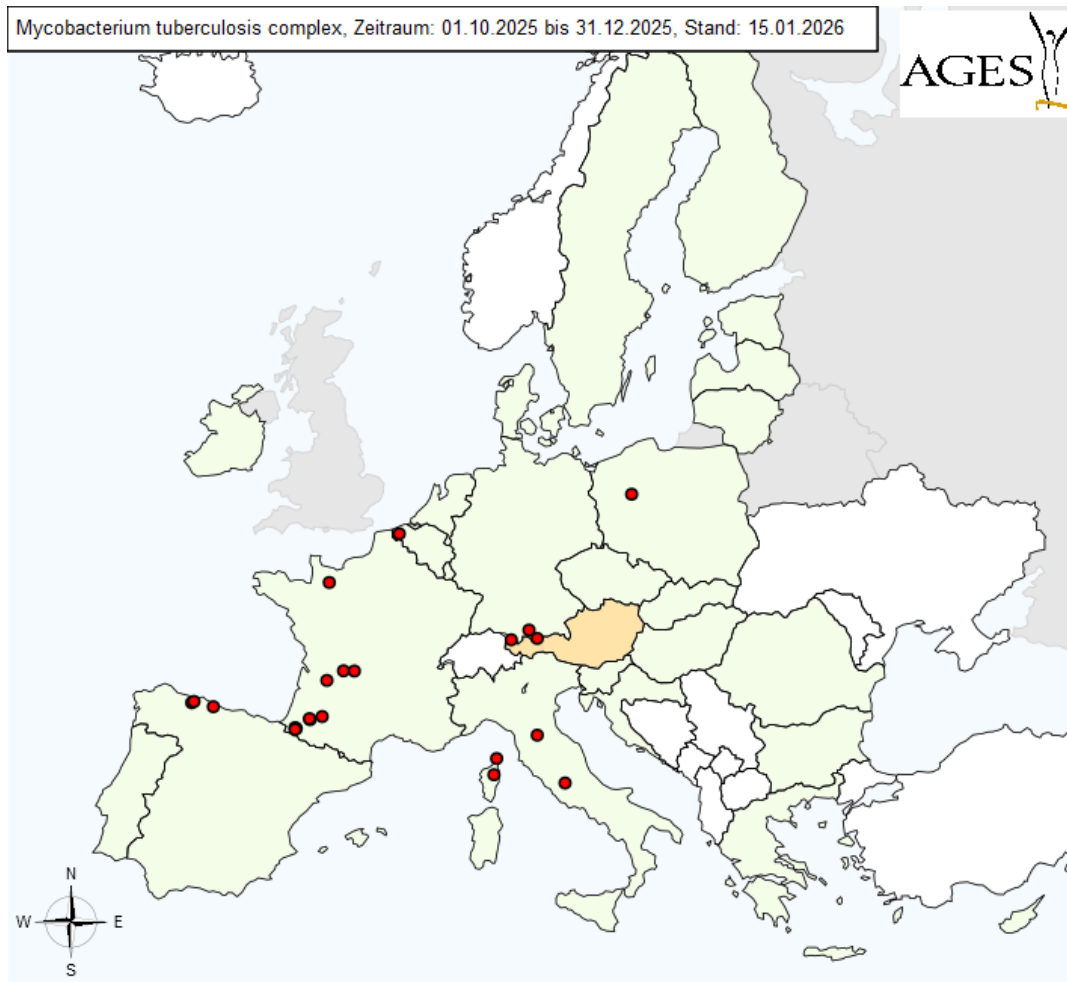 Mycobacterium tuberculosis complex, Zeitraum: 01.10.2025 bis 31.12.2025, Stand: 15.01.2026
AGES
N
W E
S